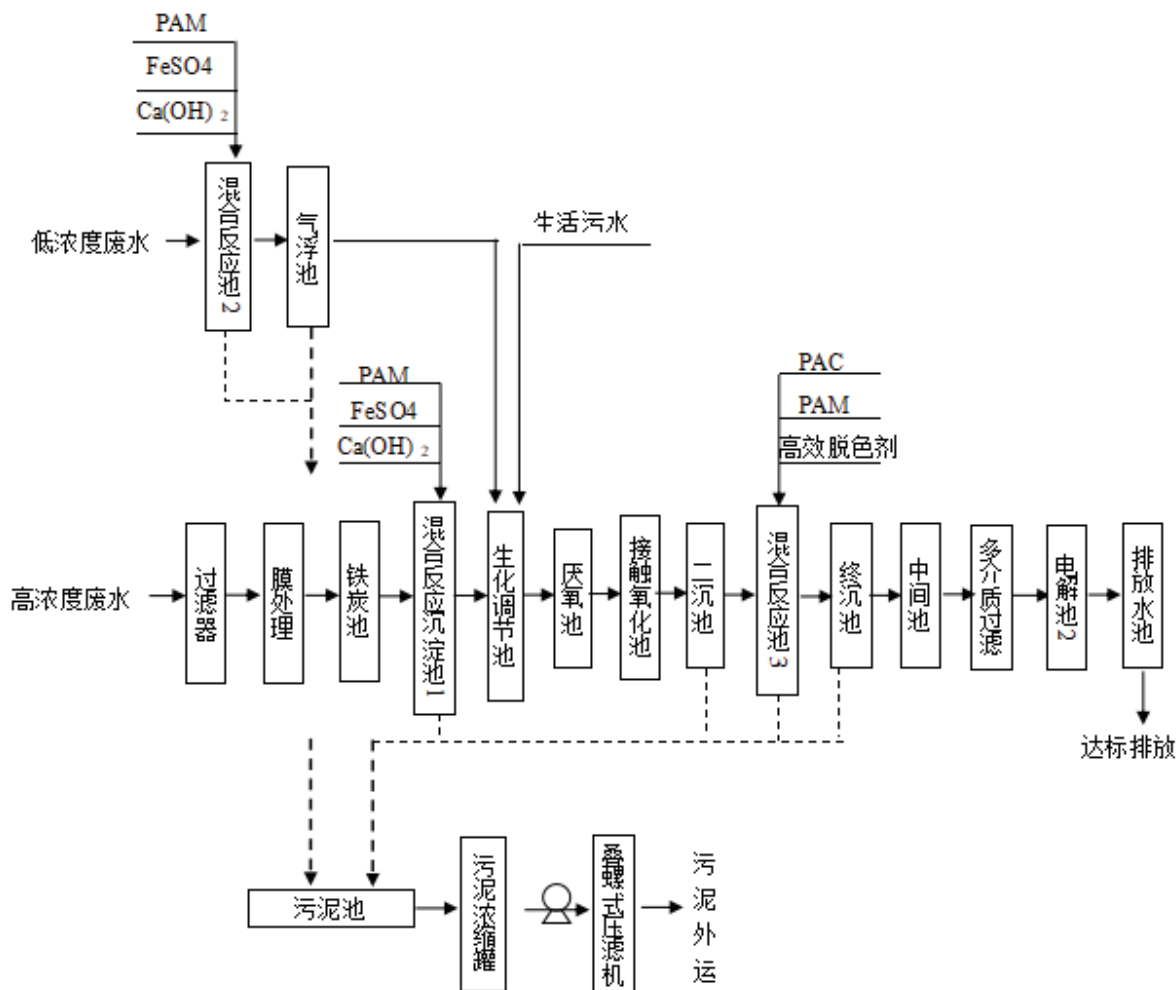 PAM
FeSO4
Ca(OH) 2
混合反应池2
气浮池
低浓度废水
生活污水
PAM
FeSO4
Ca(OH) 2
PAC
PAM
高效脱色剂
高浓度废水
过滤器
膜处理
铁炭池
混合反应沉淀池1
生化调节池
厌氧池
接触氧化池
二沉池
混合反应池3
终沉池
中间池
多介质过滤
电解池2
排放水池
达标排放
污泥池
污泥浓缩罐
叠螺式压滤机
污泥外运